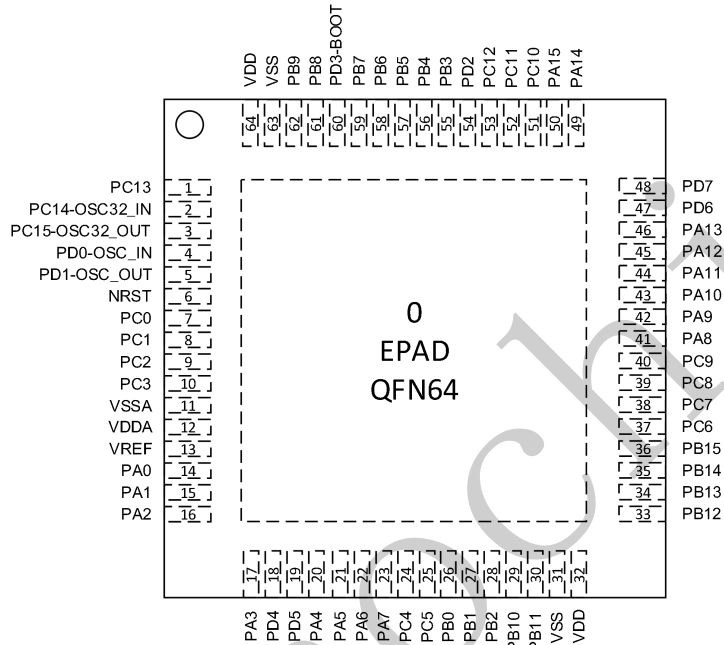 VDD
VSS
PB9
PB8
PD3-BOOT
PB7
PB6
PB5
PB4
PB3
PD2
PC12
PC11
PC10
PA15
PA14
64
63
62
61
60
59
58
57
56
55
54
53
52
51
50
49
PC13 1
PC14-OSC32_IN 2
PC15-OSC32_OUT 3
PD0-OSC_IN 4
PD1-OSC_OUT 5
NRST 6
PC0 7
PC1 8
PC2 9
PC3 10
VSSA 11
VDDA 12
VREF 13
PA0 14
PA1 15
PA2 16
0
EPAD
QFN64
48 PD7
47 PD6
46 PA13
45 PA12
44 PA11
43 PA10
42 PA9
41 PA8
40 PC9
39 PC8
38 PC7
37 PC6
36 PB15
35 PB14
34 PB13
33 PB12
17
18
19
20
21
22
23
24
25
26
27
28
29
30
31
32
PA3
PD4
PD5
PA4
PA5
PA6
PA7
PC4
PC5
PB0
PB1
PB2
PB10
PB11
VSS
VDD